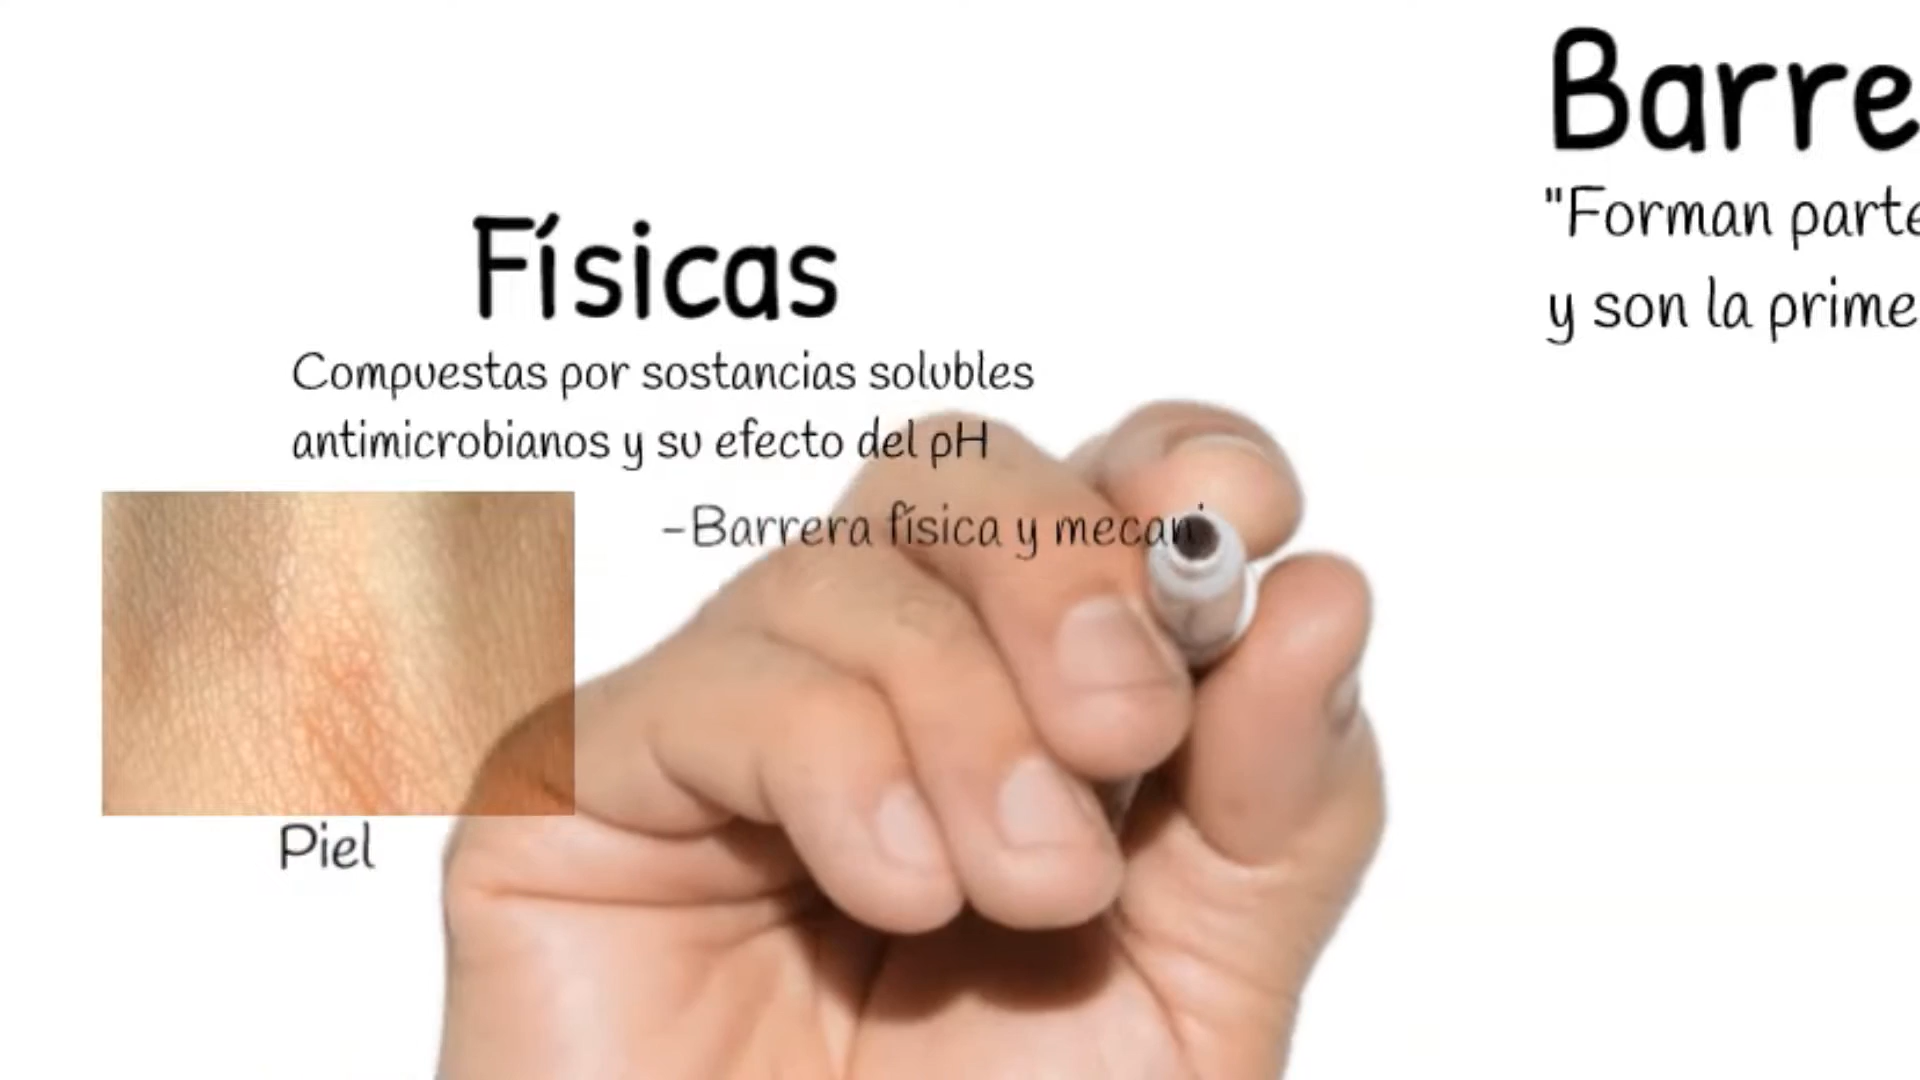 Físicas
Compuestas por sostancias solubles
antimicrobianos y su efecto del pH
-Barrera física y mecani
Piel
Barre
"Forman parte
y son la prime